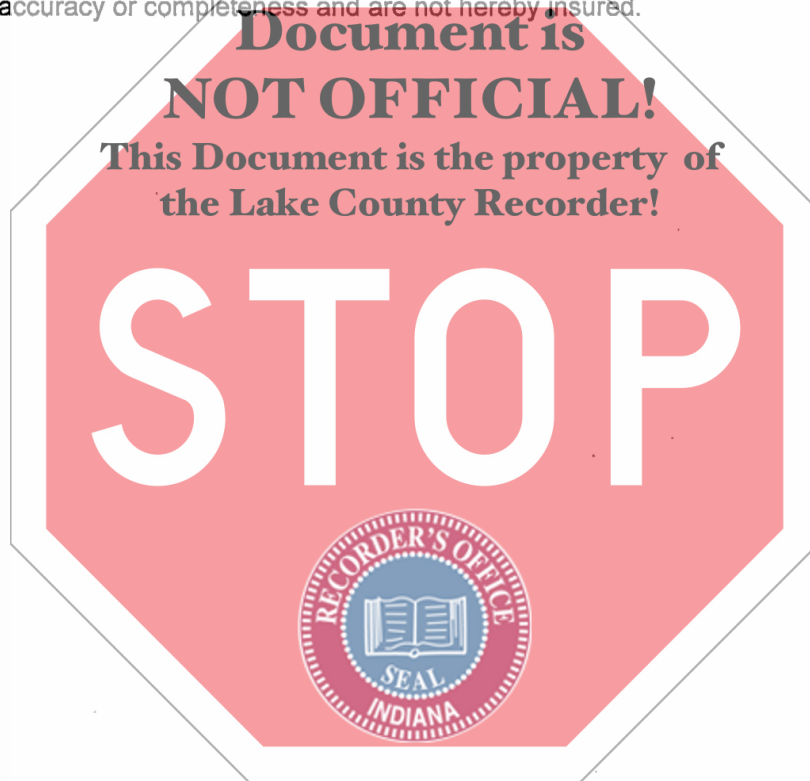 accuracy or completeness and are not hereby insured.
Document is
NOT OFFICIAL!
This Document is the property of
the Lake County Recorder!
STOP
RECORDER'S OFFICE
SEAL
INDIANA